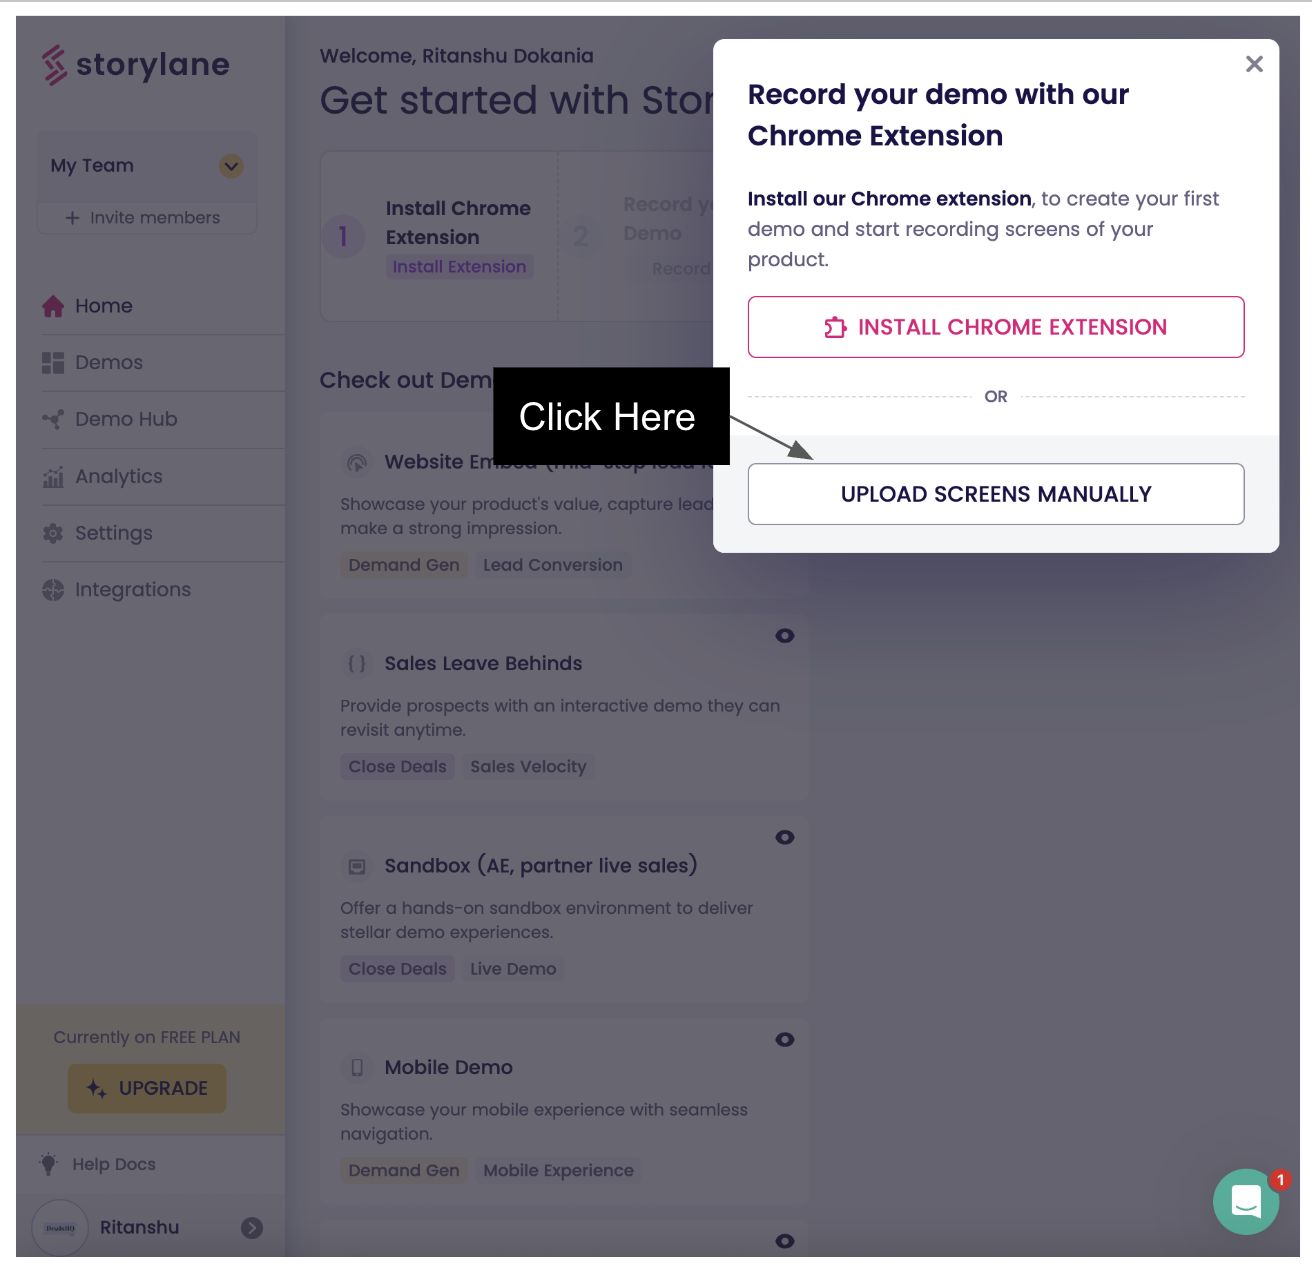 storylane
My Team
+ Invite members
Home
Demos
Demo Hub
Analytics
Settings
Integrations
Currently on FREE PLAN
UPGRADE
Help Docs
Ritanshu
Welcome, Ritanshu Dokania
Get started with Stor
1
Install Chrome
Extension
Install Extension
2
Record y
Demo
Record
Check out Dem
Website Embed
Showcase your product's value, capture lead
make a strong impression.
Demand Gen
Lead Conversion
Sales Leave Behinds
Provide prospects with an interactive demo they can
revisit anytime.
Close Deals
Sales Velocity
Sandbox (AE, partner live sales)
Offer a hands-on sandbox environment to deliver
stellar demo experiences.
Close Deals
Live Demo
Mobile Demo
Showcase your mobile experience with seamless
navigation.
Demand Gen
Mobile Experience
Record your demo with our
Chrome Extension
Install our Chrome extension, to create your first
demo and start recording screens of your
product.
INSTALL CHROME EXTENSION
OR
Click Here
UPLOAD SCREENS MANUALLY
1